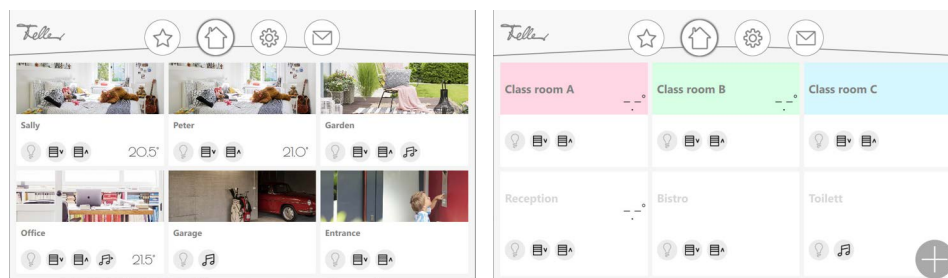 Feller
Sally
Peter
Garden
20.5°
21.0°
Office
Garage
Entrance
21.5°
Feller
Class room A
Class room B
Class room C
--.-°
--.-°
Reception
Bistro
Toilett
--.-°